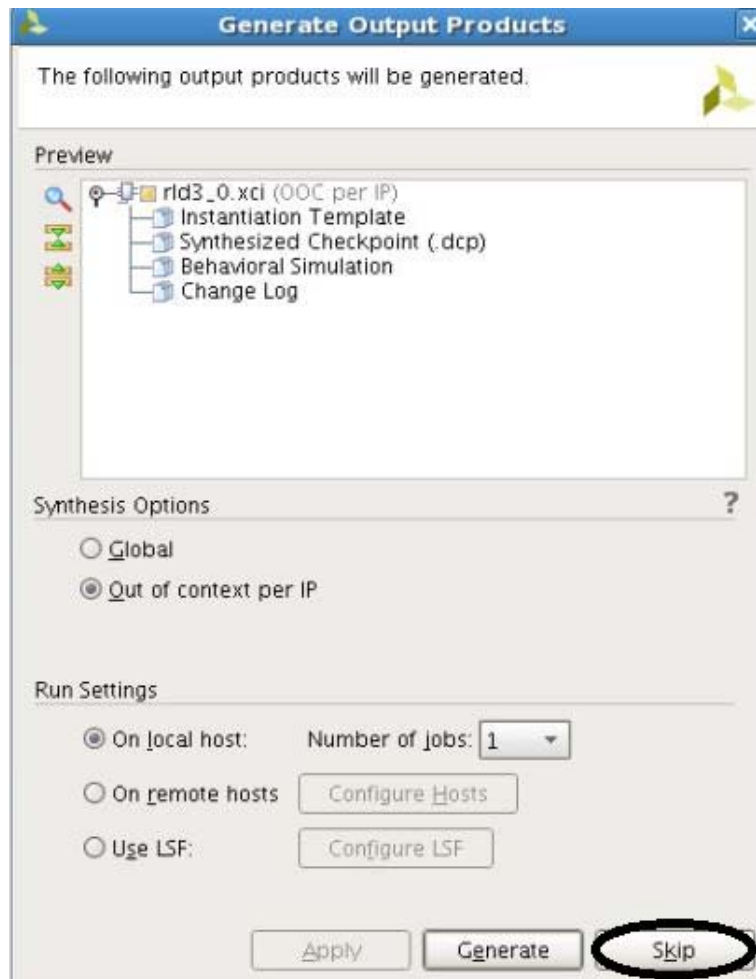 Generate Output Products
The following output products will be generated.
Preview
rld3_0.xci (OOC per IP)
Instantiation Template
Synthesized Checkpoint (.dcp)
Behavioral Simulation
Change Log
Synthesis Options
?
Global
Out of context per IP
Run Settings
On local host: Number of jobs: 1
On remote hosts Configure Hosts
Use LSF: Configure LSF
Apply Generate Skip